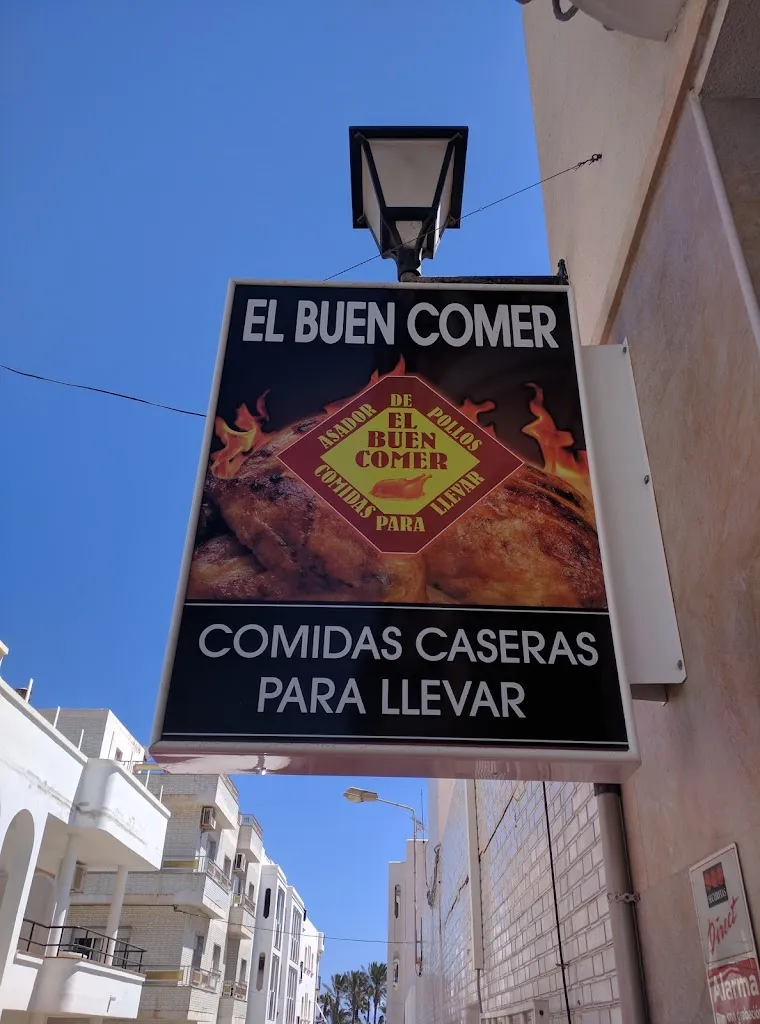 EL BUEN COMER
ASADOR DE POLLOS
EL
BUEN
COMER
COMIDAS PARA LLEVAR
COMIDAS CASERAS
PARA LLEVAR
Direct
Alarma